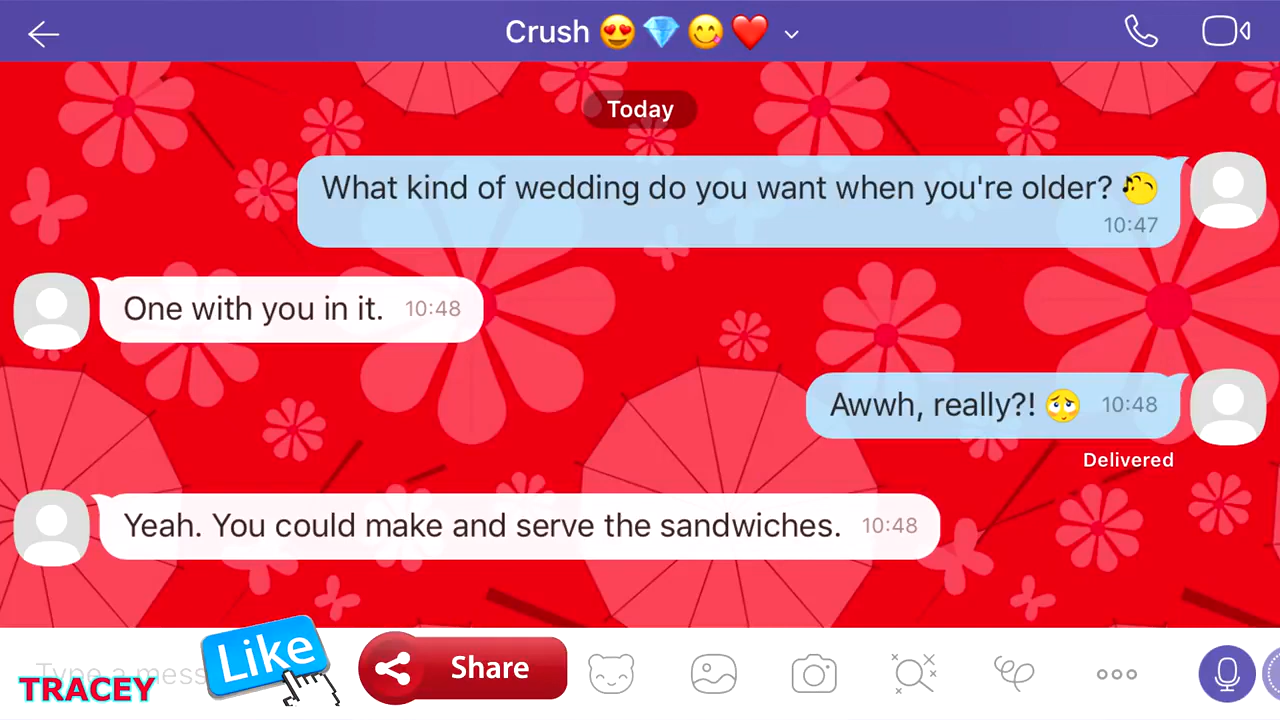 Crush 😍💎😋❤️
Today
What kind of wedding do you want when you're older?
10:47
One with you in it. 10:48
Awwh, really?! 10:48
Delivered
Yeah. You could make and serve the sandwiches. 10:48
Type a mess
TRACEY
Like
Share